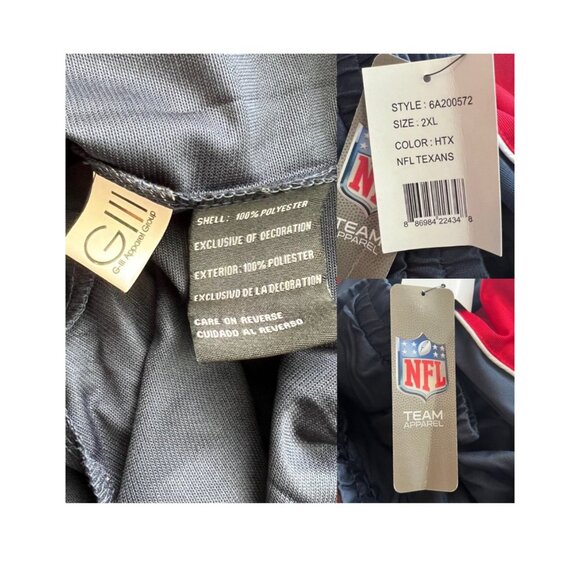 GIII
G-III Apparel Group
SHELL: 100% POLYESTER
EXCLUSIVE OF DECORATION
EXTERIOR: 100% POLIESTER
EXCLUSIVO DE LA DECORATION
CARE ON REVERSE
CUIDADO AL REVERSO
STYLE : 6A200572
SIZE : 2XL
COLOR : HTX
NFL TEXANS
8 86984 22434 8
NFL
TEAM
APPAREL
NFL
TEAM
APPAREL